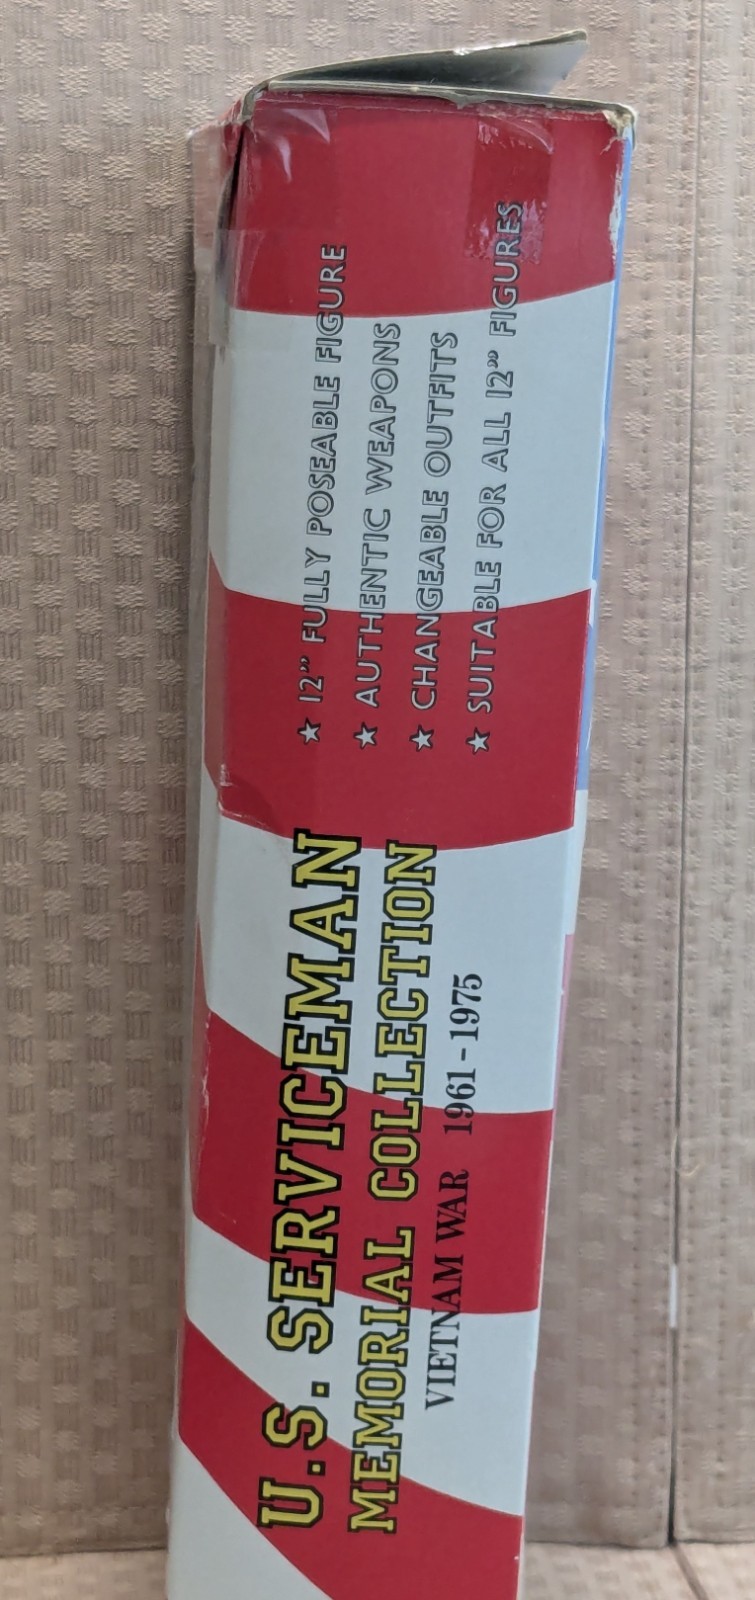 U.S. SERVICEMAN
MEMORIAL COLLECTION
VIETNAM WAR 1961-1975
★ 12" FULLY POSEABLE FIGURE
★ AUTHENTIC WEAPONS
★ CHANGEABLE OUTFITS
★ SUITABLE FOR ALL 12" FIGURES